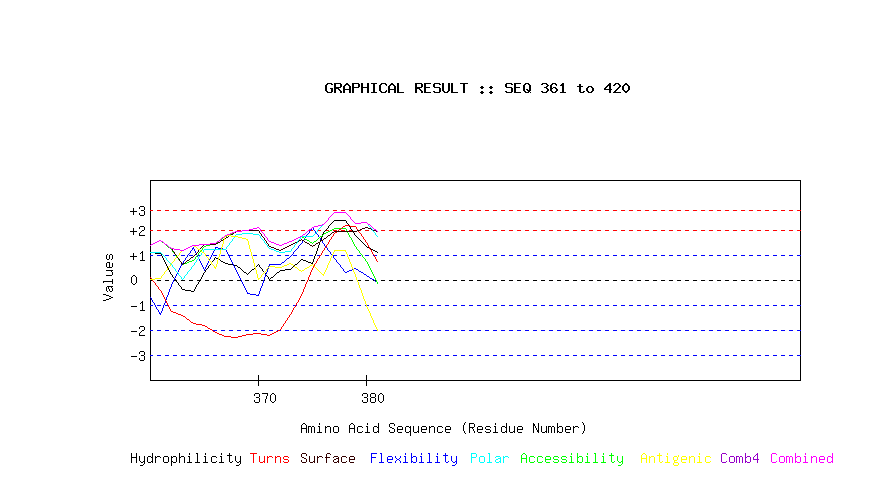 GRAPHICAL RESULT :: SEQ 361 to 420
+3
+2
+1
0
-1
-2
-3
Values
370 380
Amino Acid Sequence (Residue Number)
Hydrophilicity Turns Surface Flexibility Polar Accessibility Antigenic Comb4 Combined